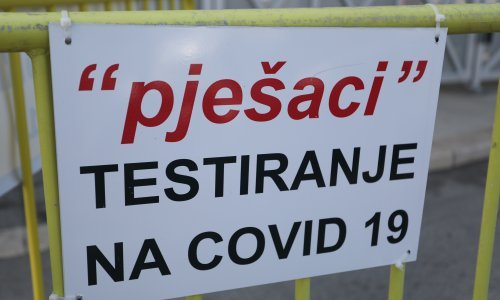 “pješaci”
TESTIRANJE
NA COVID 19